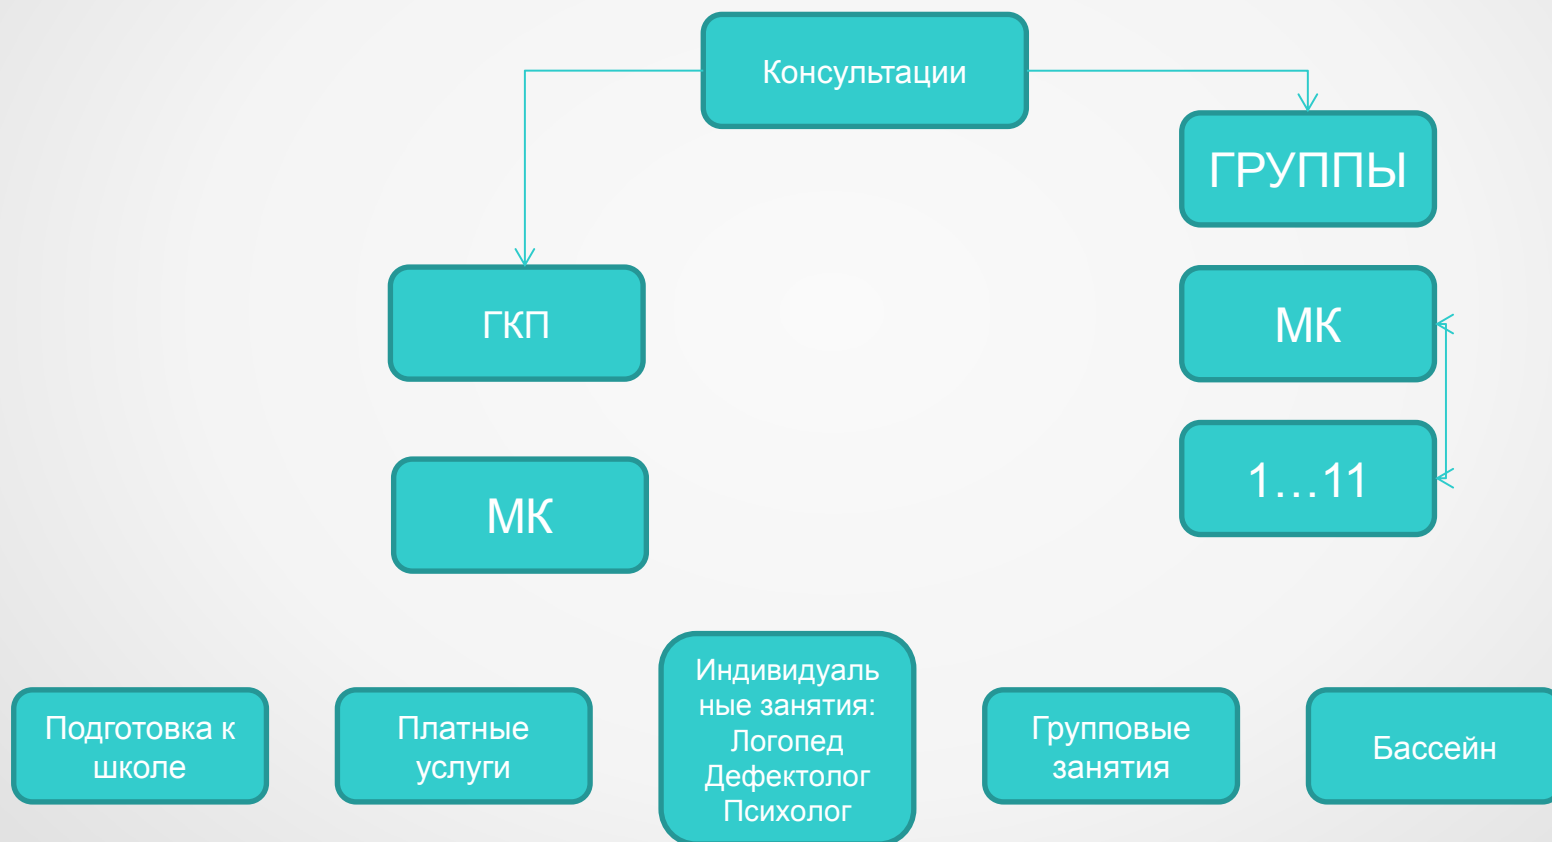 Консультации
ГРУППЫ
ГКП
МК
МК
1...11
Подготовка к
школе
Платные
услуги
Индивидуаль
ные занятия:
Логопед
Дефектолог
Психолог
Групповые
занятия
Бассейн